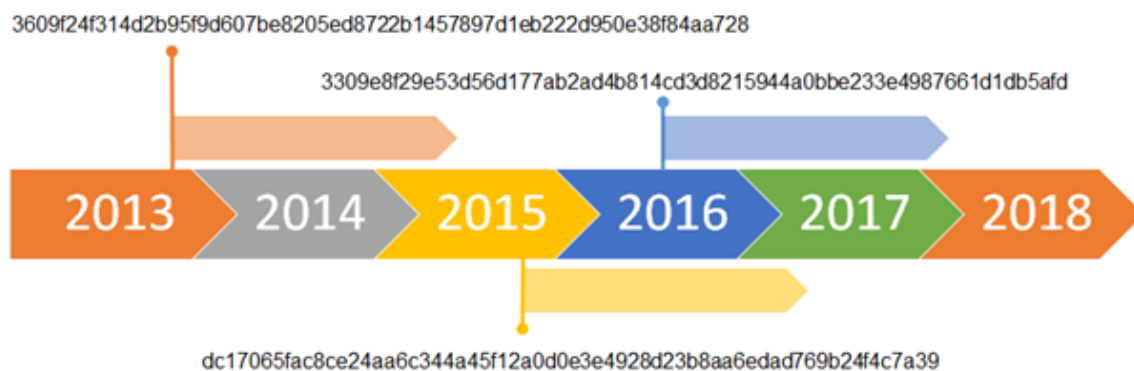 3609f24f314d2b95f9d607be8205ed8722b1457897d1eb222d950e38f84aa728
3309e8f29e53d56d177ab2ad4b814cd3d8215944a0bbe233e4987661d1db5afd
2013 2014 2015 2016 2017 2018
dc17065fac8ce24aa6c344a45f12a0d0e3e4928d23b8aa6edad769b24f4c7a39